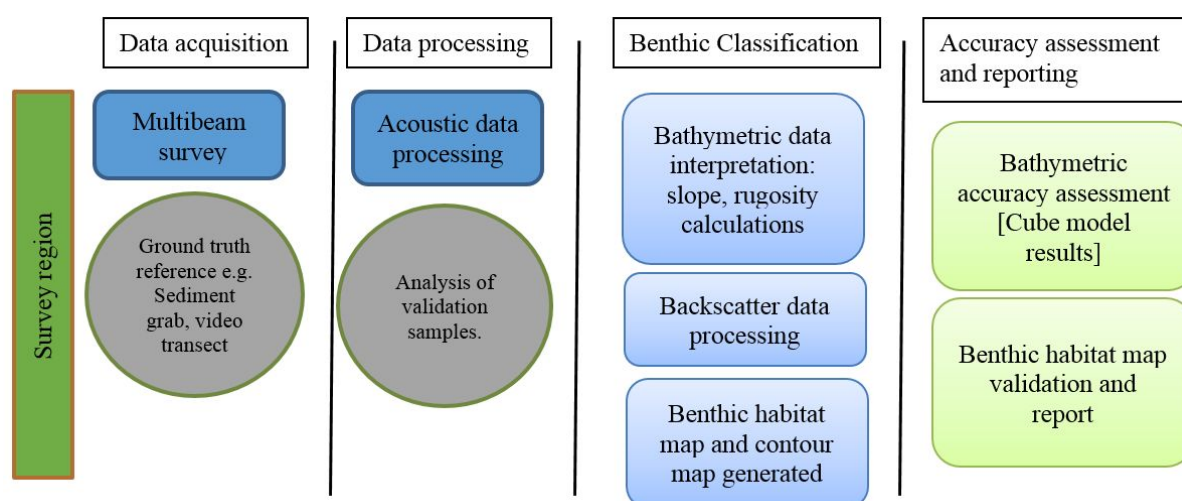 Data acquisition
Data processing
Benthic Classification
Accuracy assessment
and reporting
Survey region
Multibeam
survey
Ground truth
reference e.g.
Sediment
grab, video
transect
Acoustic data
processing
Analysis of
validation
samples.
Bathymetric data
interpretation:
slope, rugosity
calculations
Backscatter data
processing
Benthic habitat
map and contour
map generated
Bathymetric
accuracy assessment
[Cube model
results]
Benthic habitat map
validation and
report